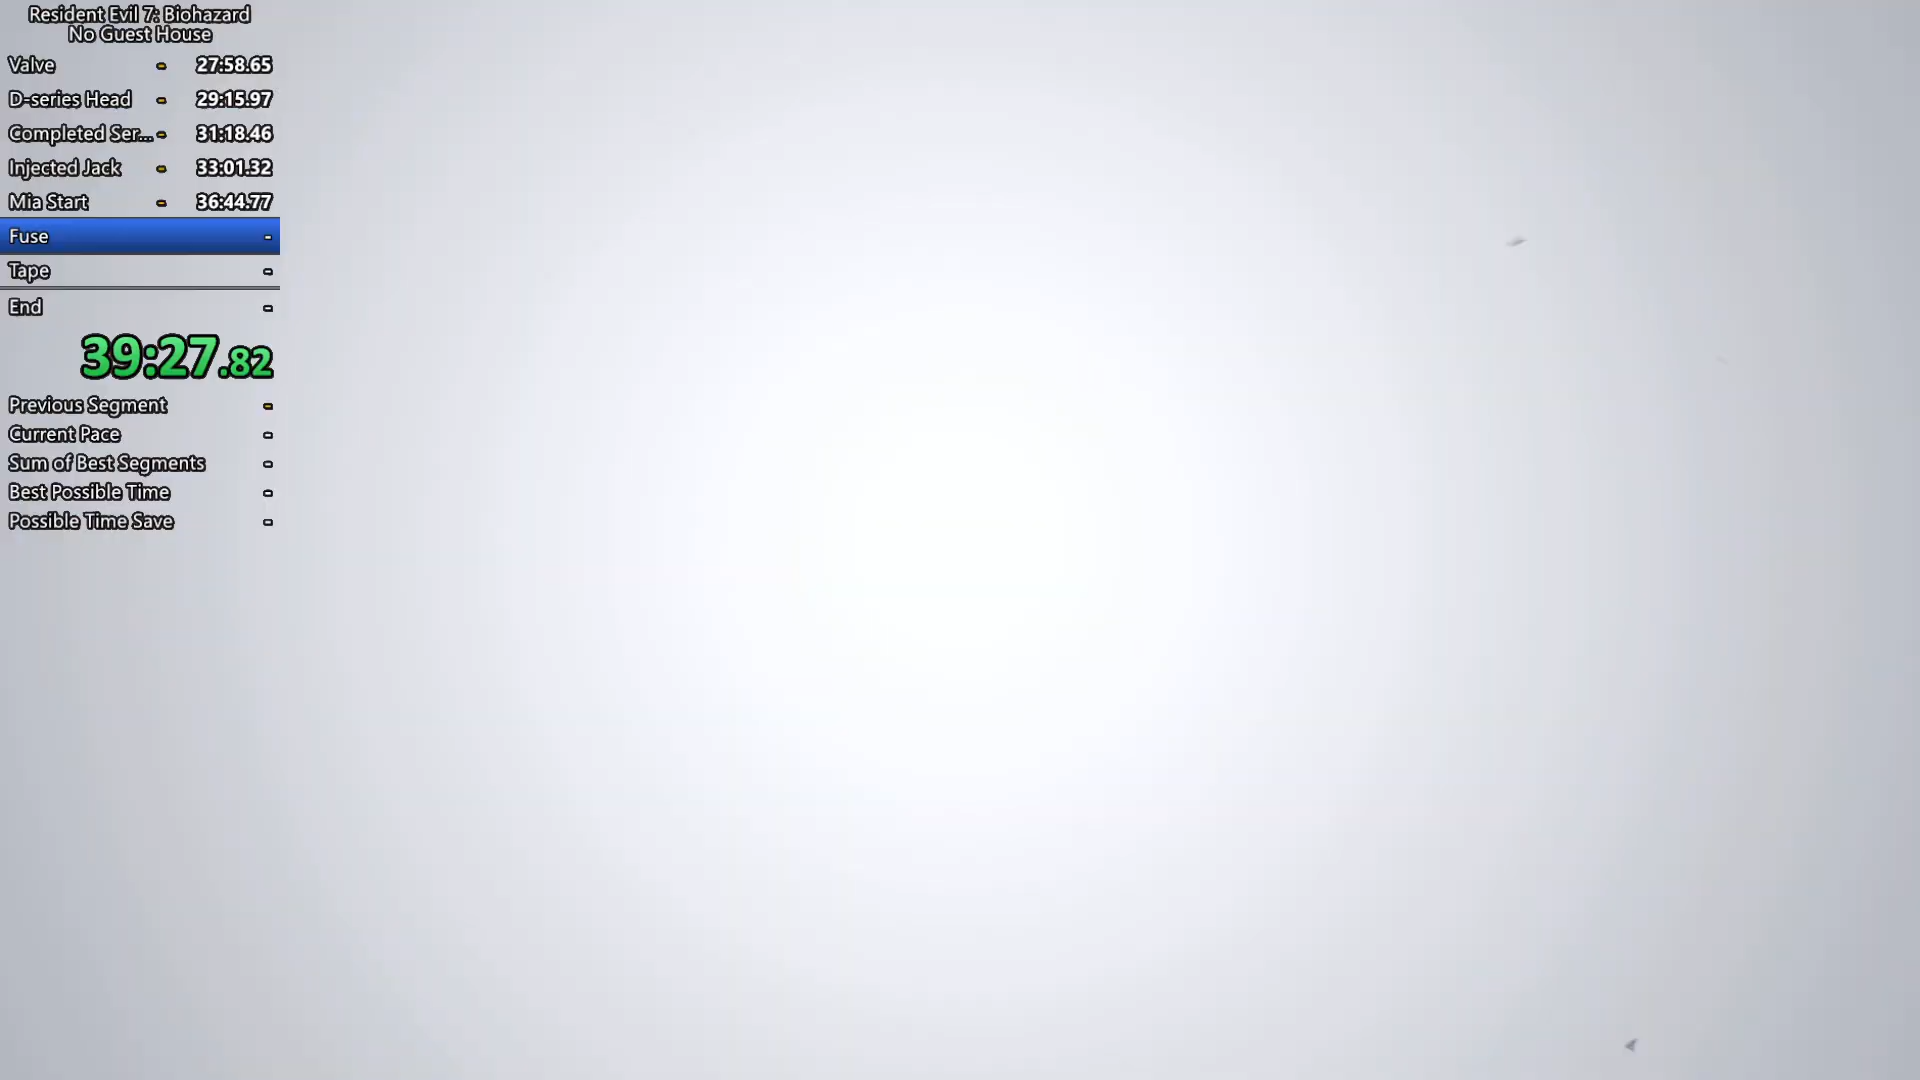 Resident Evil 7: Biohazard
No Guest House
Valve - 27:58.65
D-series Head - 29:15.97
Completed Ser... - 31:18.46
Injected Jack - 33:01.32
Mia Start - 36:44.77
Fuse -
Tape -
End -
39:27.82
Previous Segment -
Current Pace -
Sum of Best Segments -
Best Possible Time -
Possible Time Save -